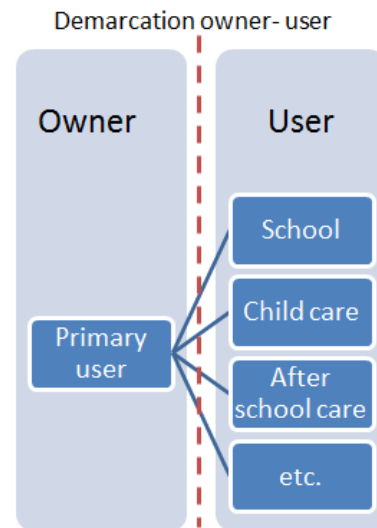 Demarcation owner- user
Owner
User
School
Child care
Primary
user
After
school care
etc.